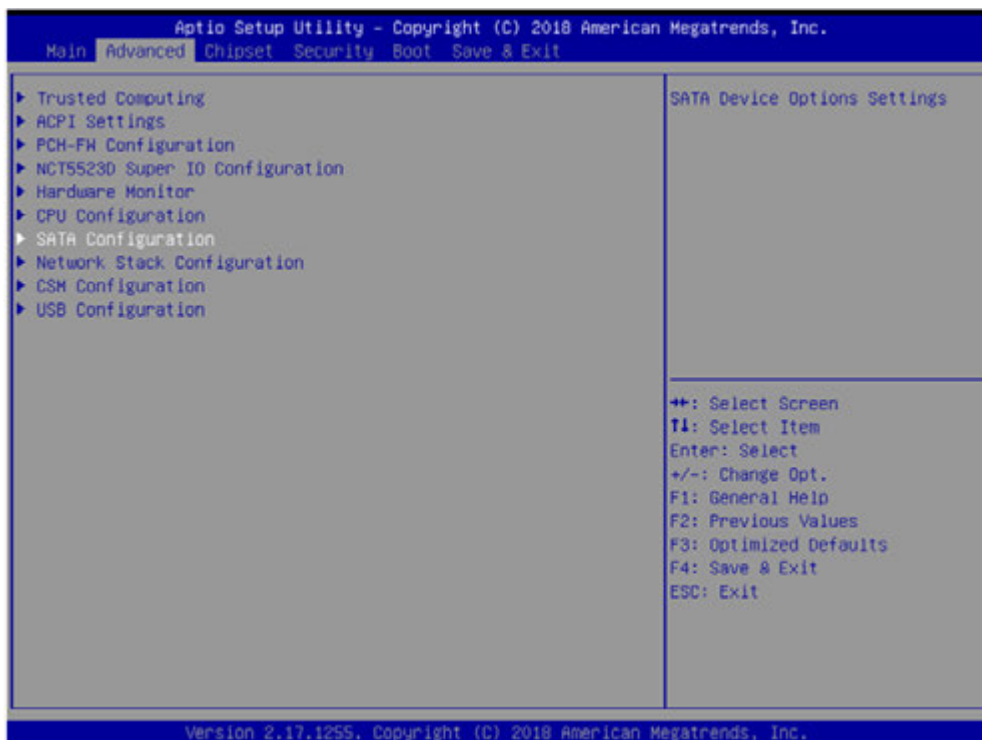 Aptio Setup Utility – Copyright (C) 2018 American Megatrends, Inc.
Main Advanced Chipset Security Boot Save & Exit
Trusted Computing
ACPI Settings
PCH-FW Configuration
NCT5523D Super IO Configuration
Hardware Monitor
CPU Configuration
SATA Configuration
Network Stack Configuration
CSM Configuration
USB Configuration
SATA Device Options Settings
→←: Select Screen
↑↓: Select Item
Enter: Select
+/-: Change Opt.
F1: General Help
F2: Previous Values
F3: Optimized Defaults
F4: Save & Exit
ESC: Exit
Version 2.17.1255. Copyright (C) 2018 American Megatrends, Inc.